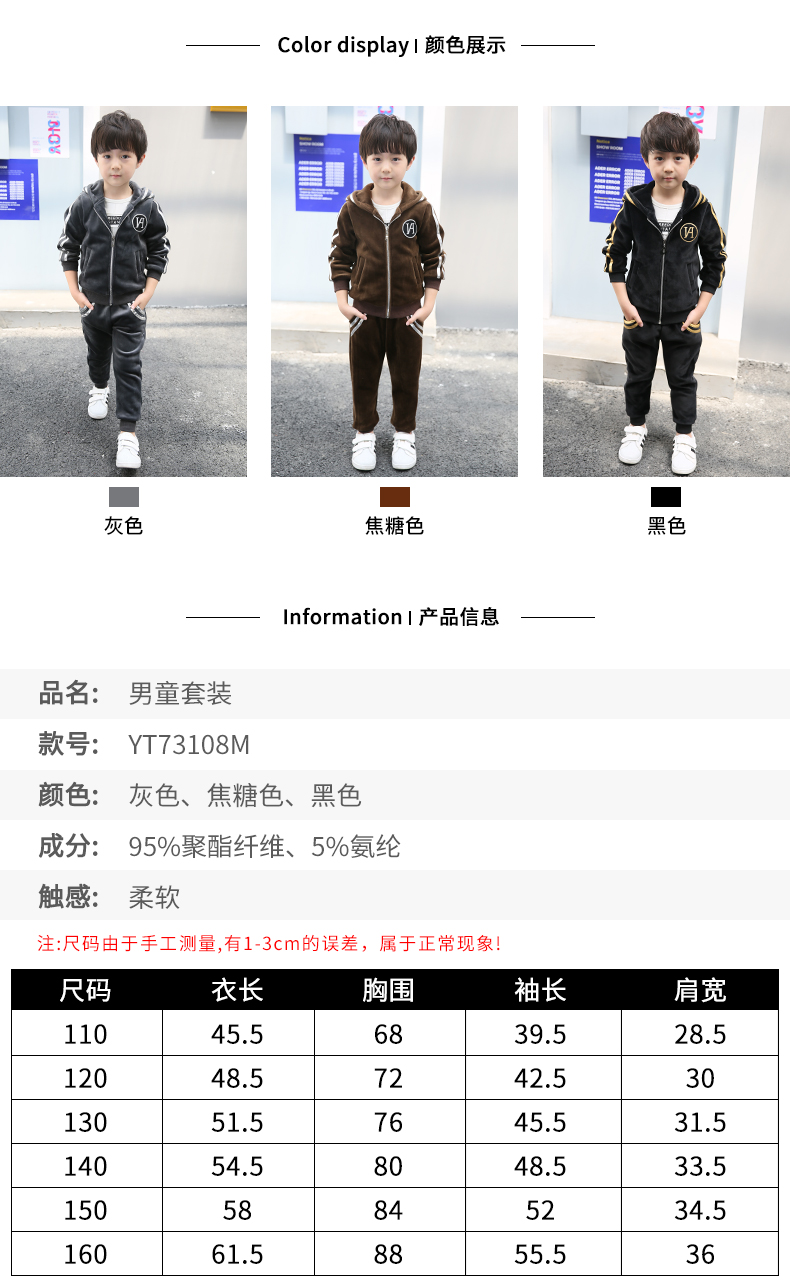 Color display | 颜色展示
灰色
焦糖色
黑色
Information | 产品信息
品名: 男童套装
款号: YT73108M
颜色: 灰色、焦糖色、黑色
成分: 95%聚酯纤维、5%氨纶
触感: 柔软
注:尺码由于手工测量,有1-3cm的误差，属于正常现象!
尺码 衣长 胸围 袖长 肩宽
110 45.5 68 39.5 28.5
120 48.5 72 42.5 30
130 51.5 76 45.5 31.5
140 54.5 80 48.5 33.5
150 58 84 52 34.5
160 61.5 88 55.5 36